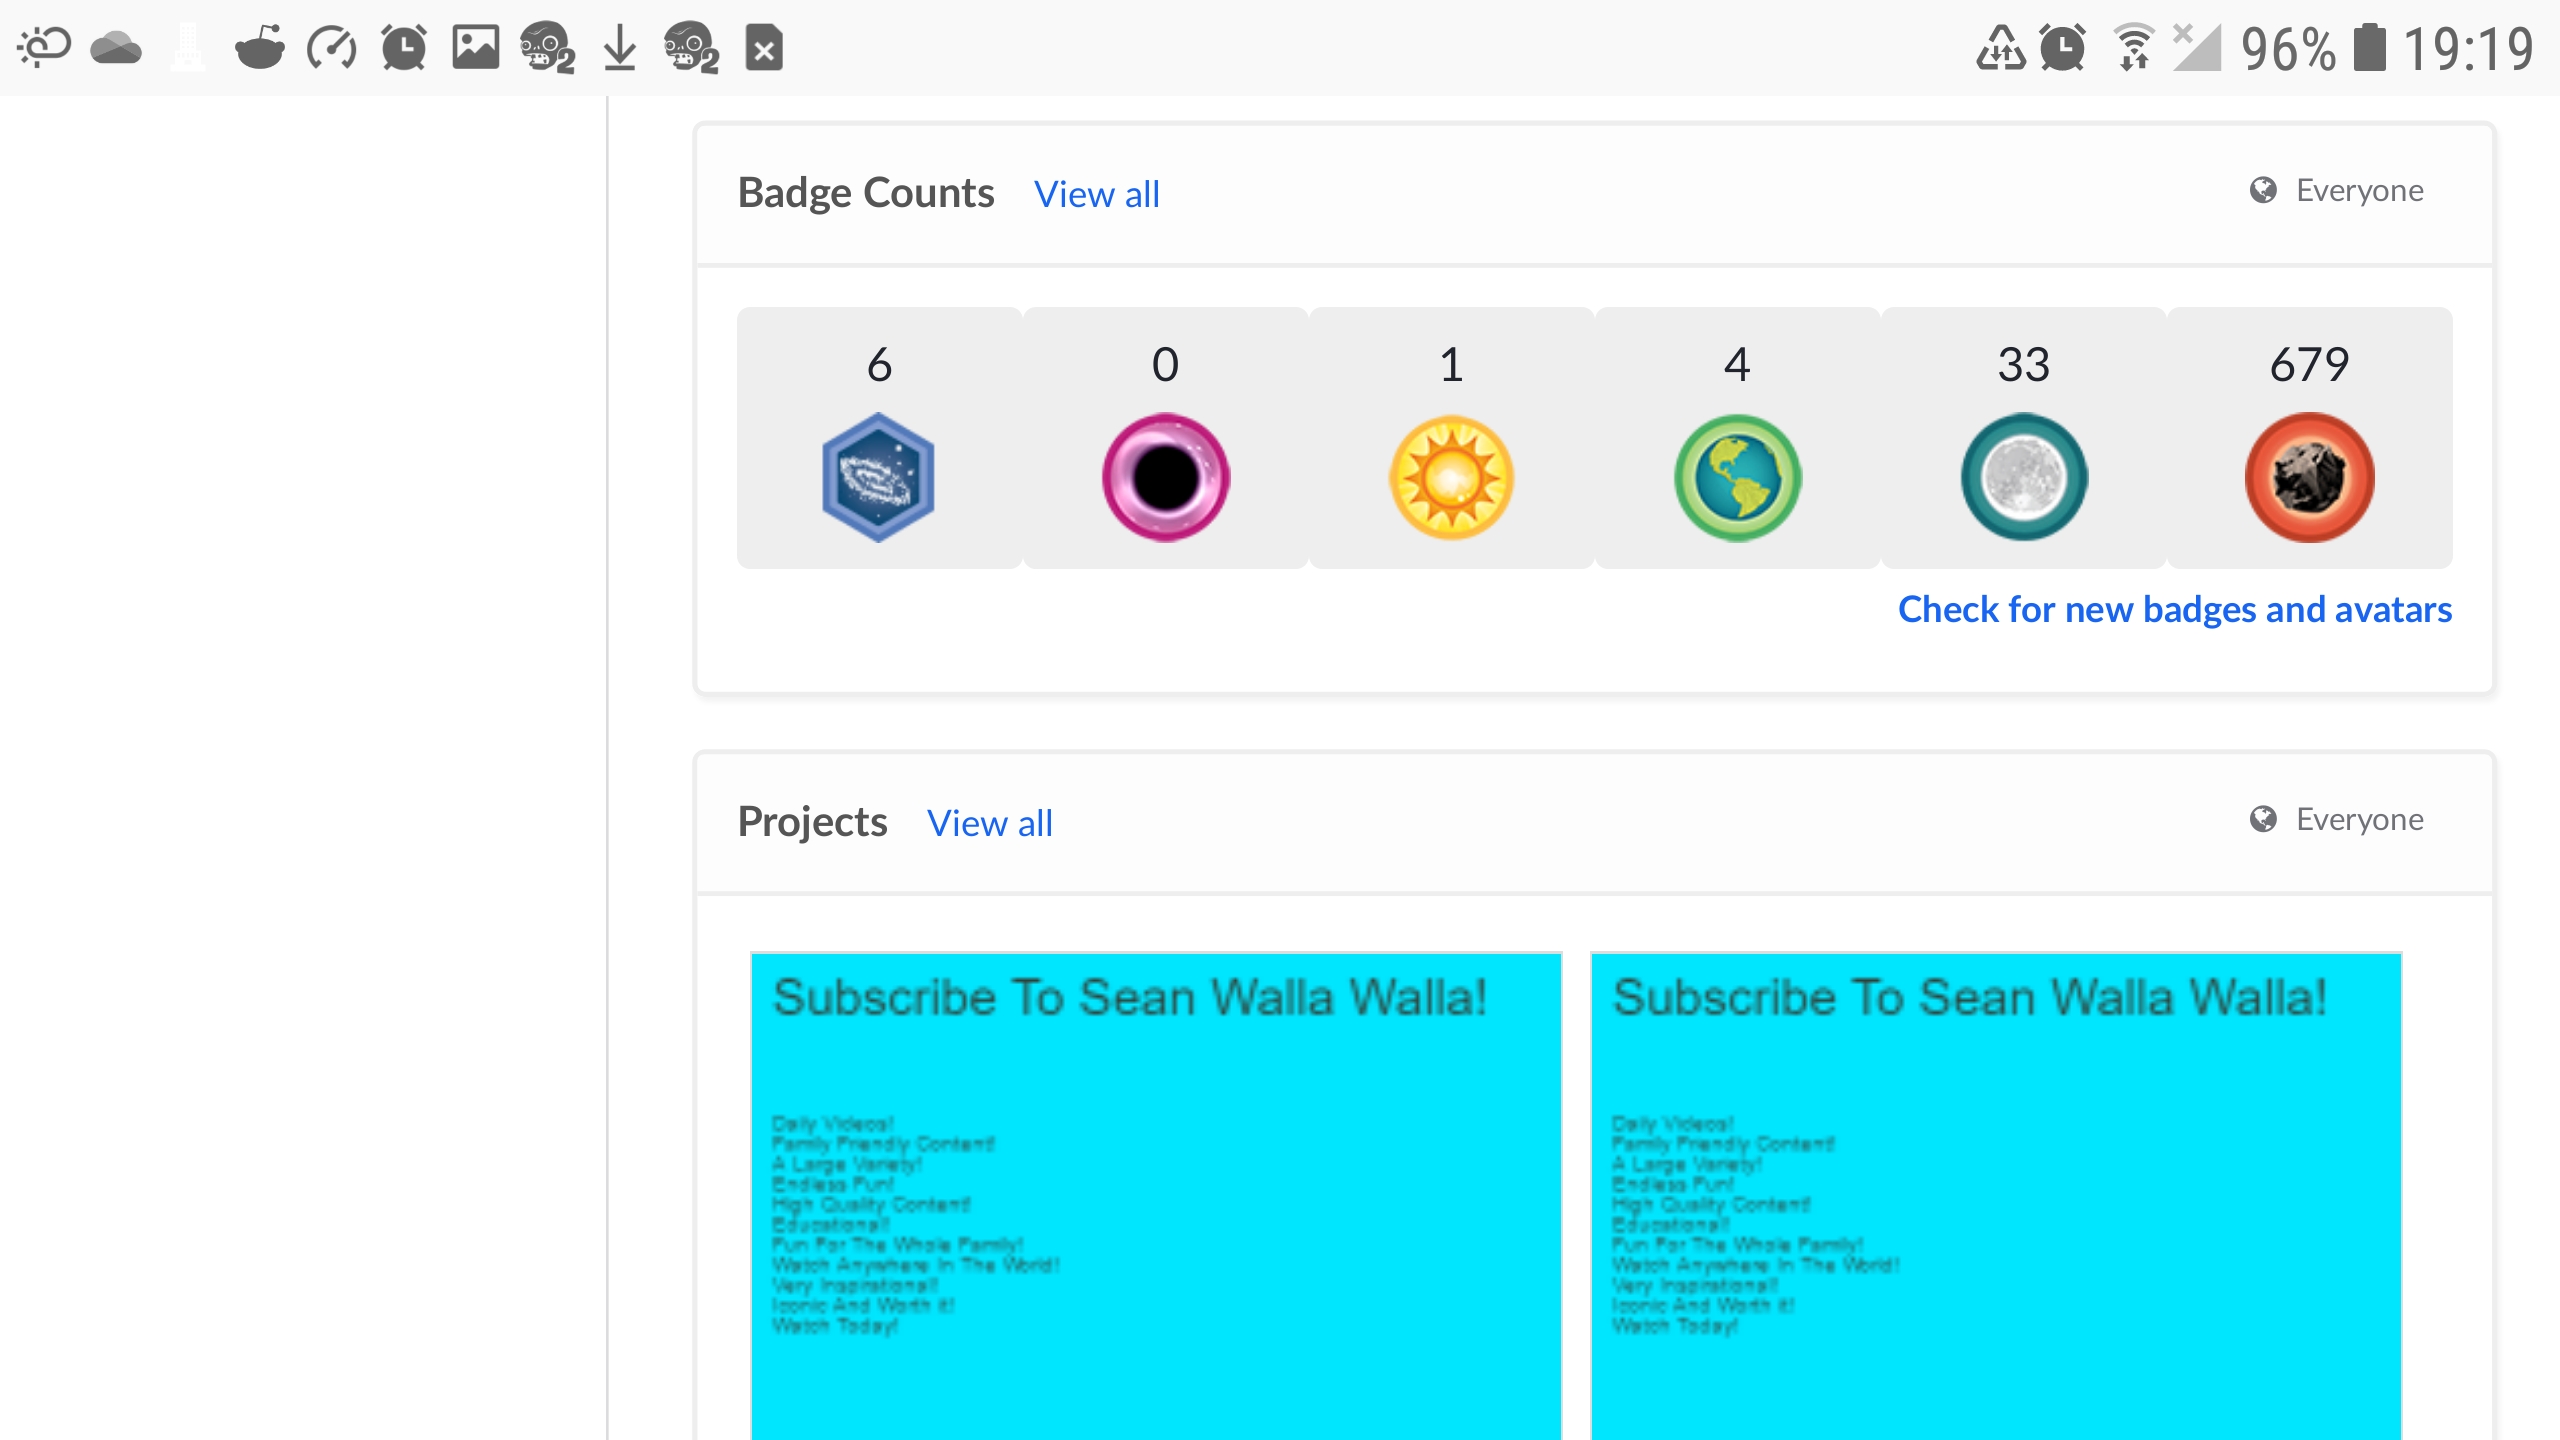 96% 19:19
Badge Counts View all Everyone
6 0 1 4 33 679
Check for new badges and avatars
Projects View all Everyone
Subscribe To Sean Walla Walla! Subscribe To Sean Walla Walla!
Daily Videos! Daily Videos!
Family Friendly Content! Family Friendly Content!
A Large Variety! A Large Variety!
Endless Fun! Endless Fun!
High Quality Content! High Quality Content!
Educational! Educational!
Fun For The Whole Family! Fun For The Whole Family!
Watch Anywhere In The World! Watch Anywhere In The World!
Very Inspirational! Very Inspirational!
Iconic And Worth It! Iconic And Worth It!
Watch Today! Watch Today!